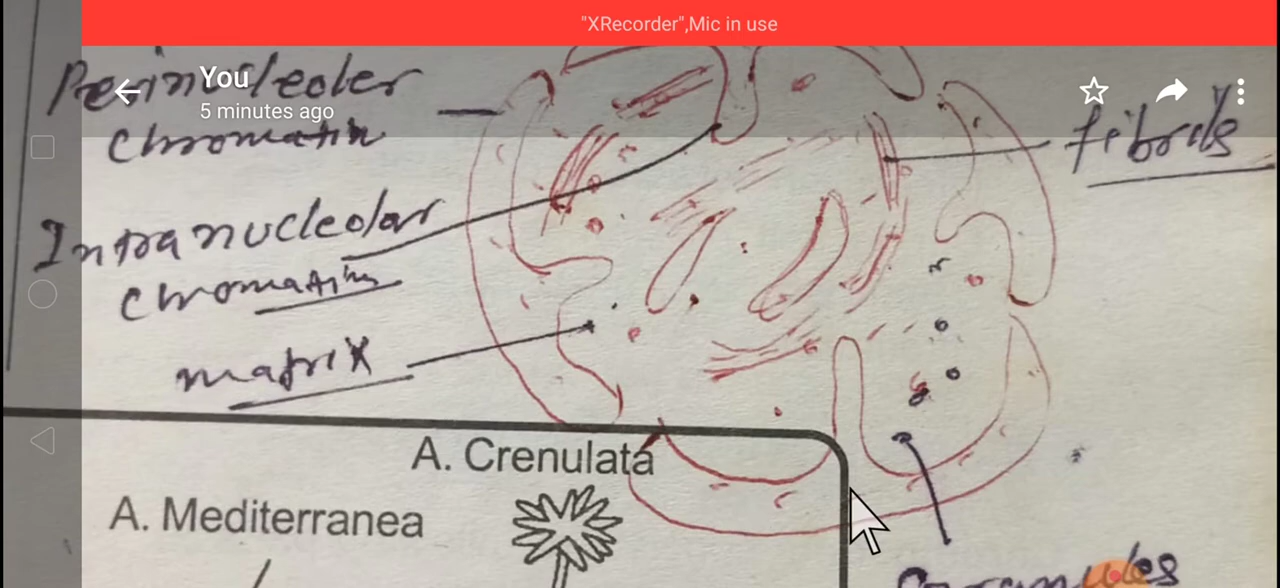 "XRecorder",Mic in use
You
5 minutes ago
Perinucleoler
chromatin
fibrils
Intranucleolar
chromatin
matrix
A. Crenulata
A. Mediterranea